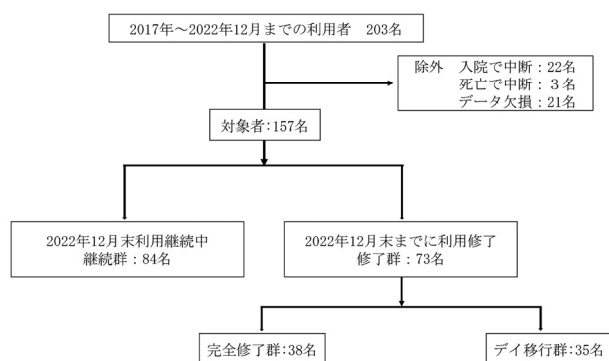 2017年～2022年12月までの利用者　203名
除外　入院で中断：22名
死亡で中断：３名
データ欠損：21名
対象者：157名
2022年12月末利用継続中
継続群：84名
2022年12月末までに利用修了
修了群：73名
完全修了群：38名
デイ移行群：35名